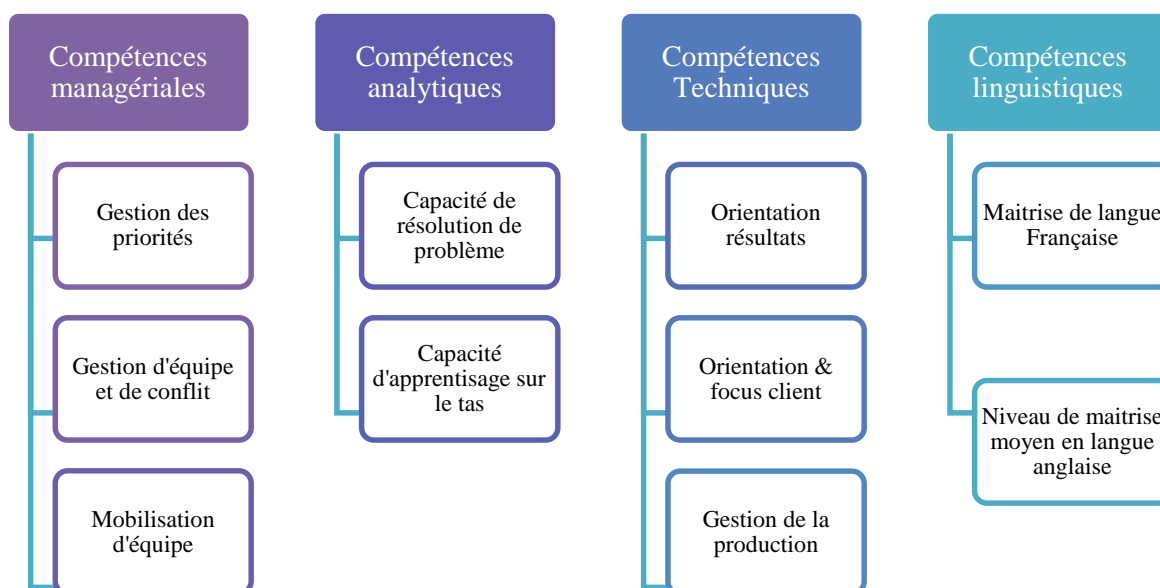 Compétences
managériales
Gestion des
priorités
Gestion d'équipe
et de conflit
Mobilisation
d'équipe
Compétences
analytiques
Capacité de
résolution de
problème
Capacité
d'apprentisage sur
le tas
Compétences
Techniques
Orientation
résultats
Orientation &
focus client
Gestion de la
production
Compétences
linguistiques
Maitrise de langue
Française
Niveau de maitrise
moyen en langue
anglaise